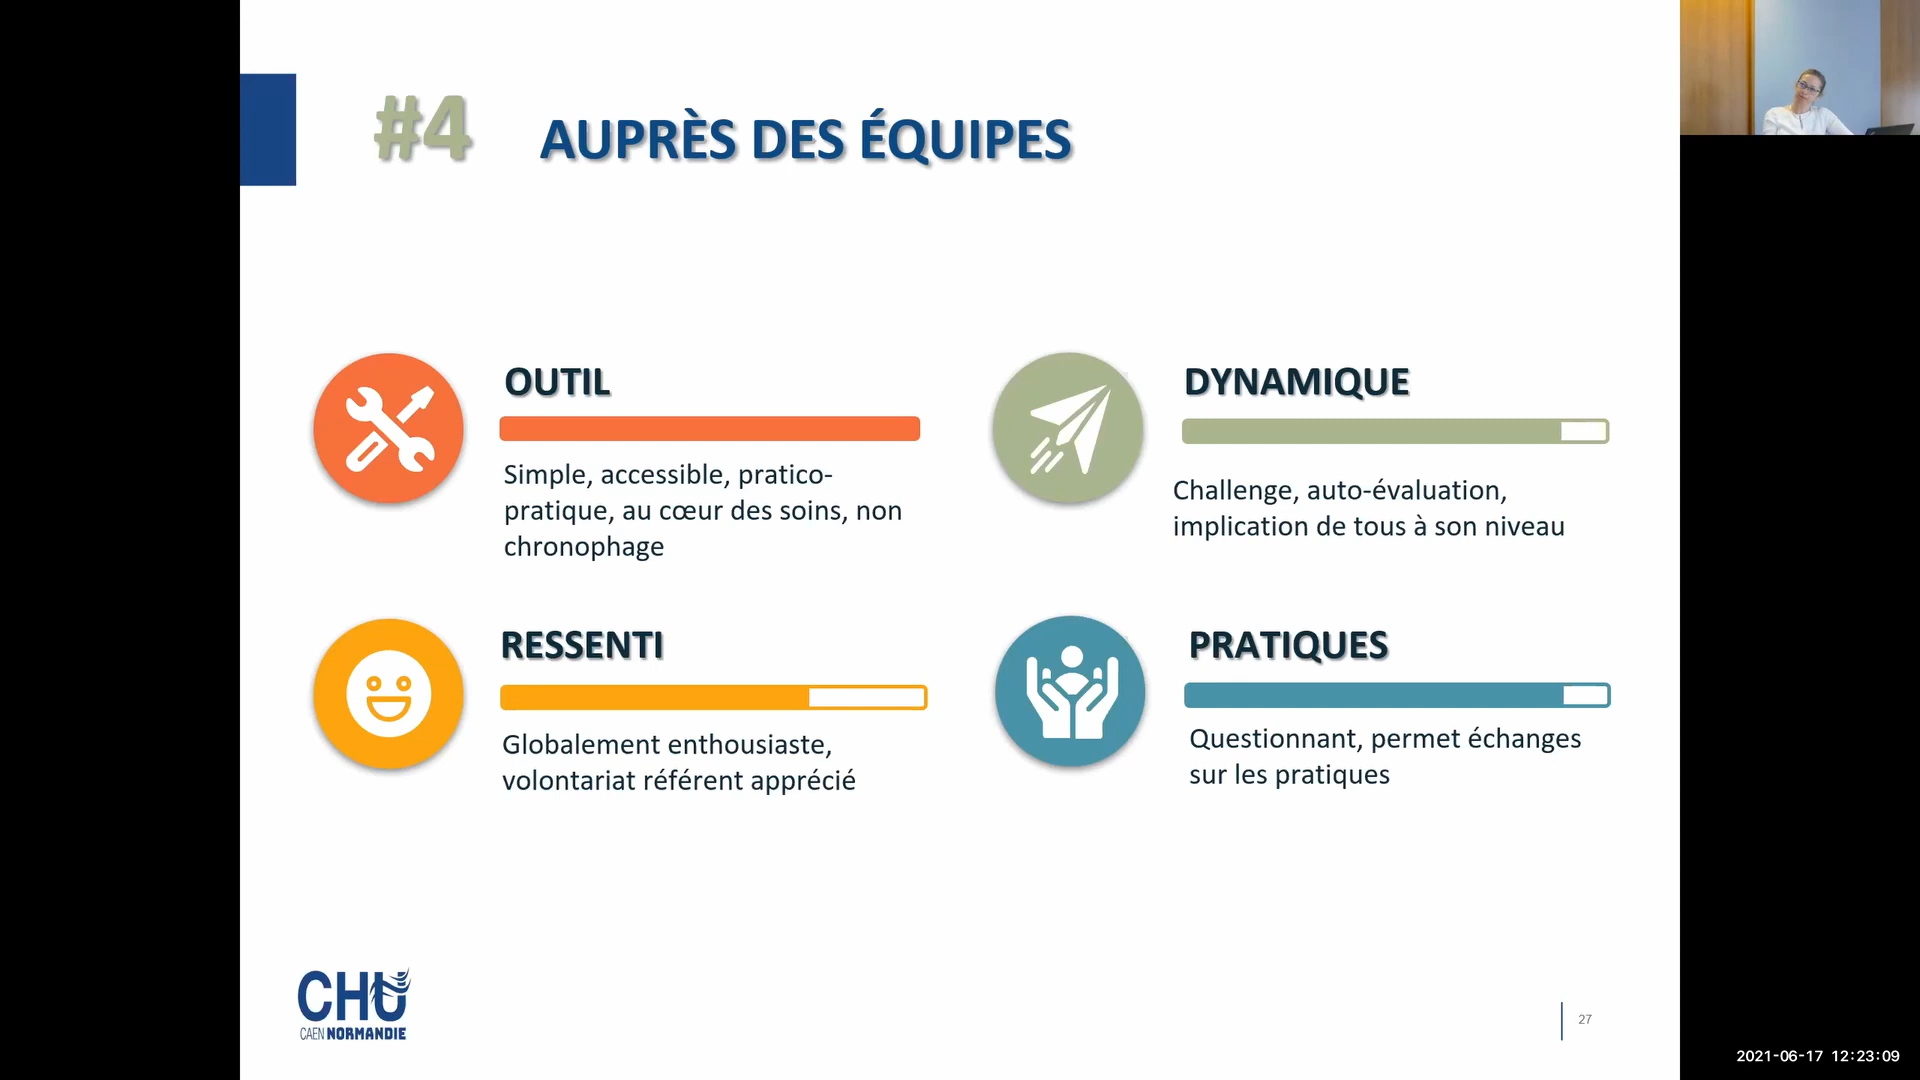 #4 AUPRÈS DES ÉQUIPES
OUTIL
Simple, accessible, pratico-
pratique, au cœur des soins, non
chronophage
DYNAMIQUE
Challenge, auto-évaluation,
implication de tous à son niveau
RESSENTI
Globalement enthousiaste,
volontariat référent apprécié
PRATIQUES
Questionnant, permet échanges
sur les pratiques
CHU
CAEN NORMANDIE
27
2021-06-17 12:23:09